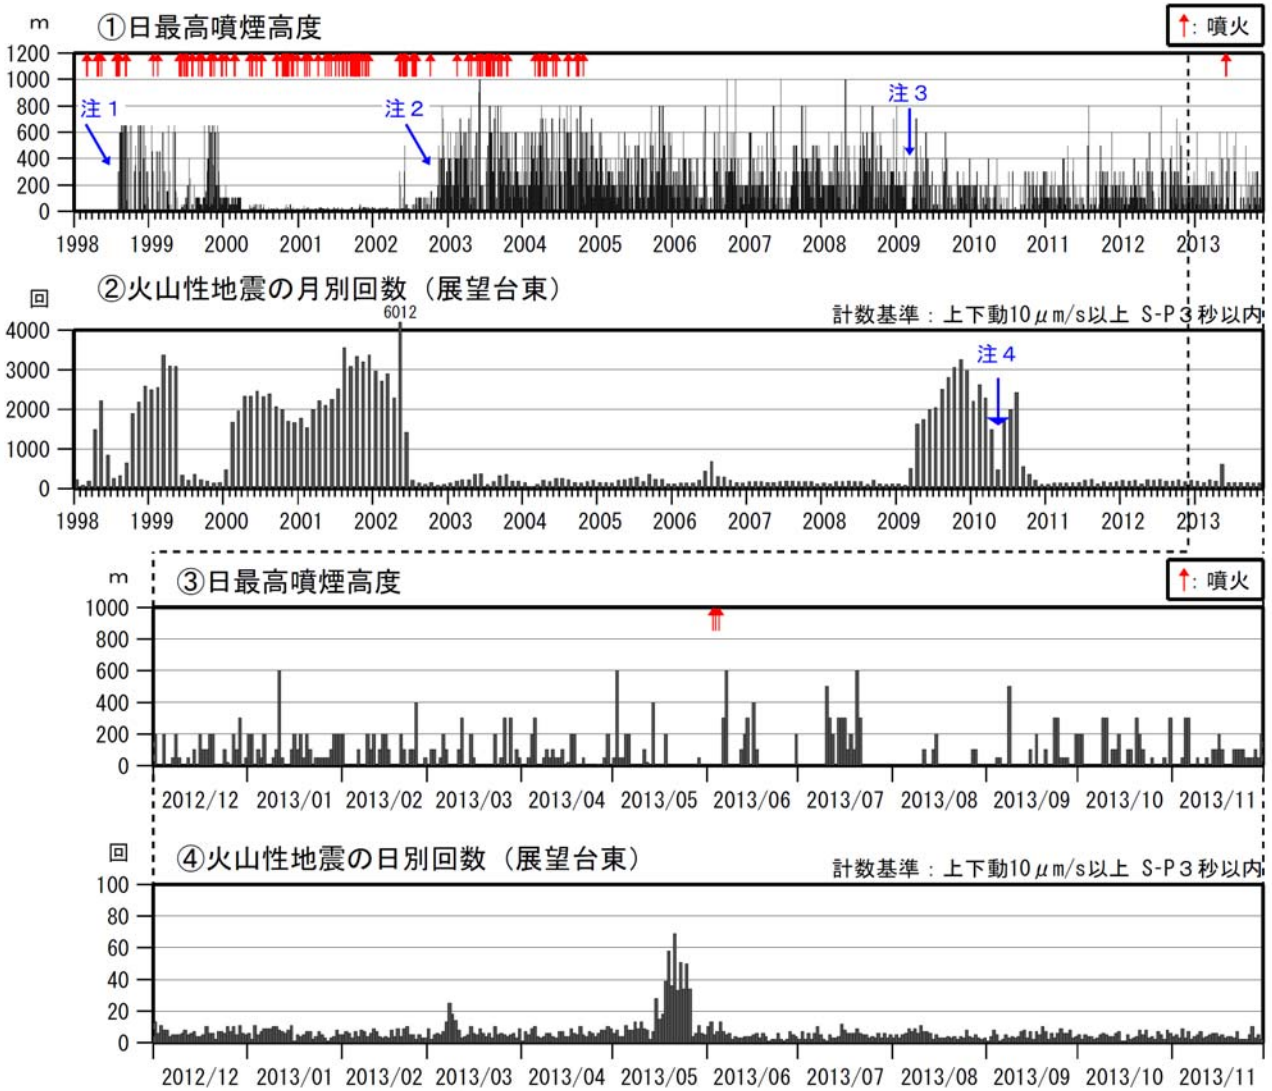 m ①日最高噴煙高度
↑: 噴火
1200
1000
800
600
400
200
0
注1
注2
注3
1998 1999 2000 2001 2002 2003 2004 2005 2006 2007 2008 2009 2010 2011 2012 2013
回 ②火山性地震の月別回数（展望台東）
6012
計数基準：上下動10μm/s以上 S-P3秒以内
4000
3000
2000
1000
0
注4
1998 1999 2000 2001 2002 2003 2004 2005 2006 2007 2008 2009 2010 2011 2012 2013
m ③日最高噴煙高度
↑: 噴火
1000
800
600
400
200
0
2012/12 2013/01 2013/02 2013/03 2013/04 2013/05 2013/06 2013/07 2013/08 2013/09 2013/10 2013/11
回 ④火山性地震の日別回数（展望台東）
計数基準：上下動10μm/s以上 S-P3秒以内
100
80
60
40
20
0
2012/12 2013/01 2013/02 2013/03 2013/04 2013/05 2013/06 2013/07 2013/08 2013/09 2013/10 2013/11